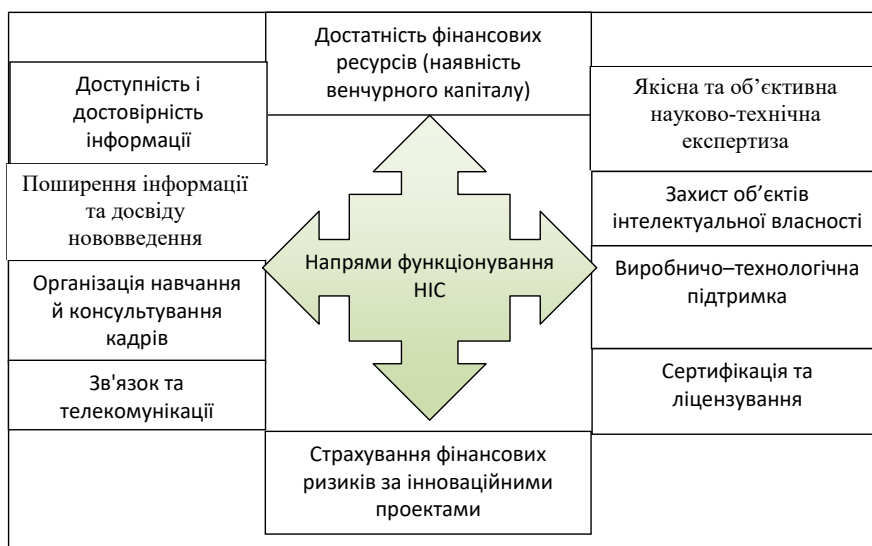 Достатність фінансових
ресурсів (наявність
венчурного капіталу)
Доступність і
достовірність
інформації
Поширення інформації
та досвіду
нововведення
Організація навчання
й консультування
кадрів
Зв'язок та
телекомунікації
Напрями функціонування
НІС
Якісна та об’єктивна
науково-технічна
експертиза
Захист об’єктів
інтелектуальної власності
Виробничо–технологічна
підтримка
Сертифікація та
ліцензування
Страхування фінансових
ризиків за інноваційними
проектами